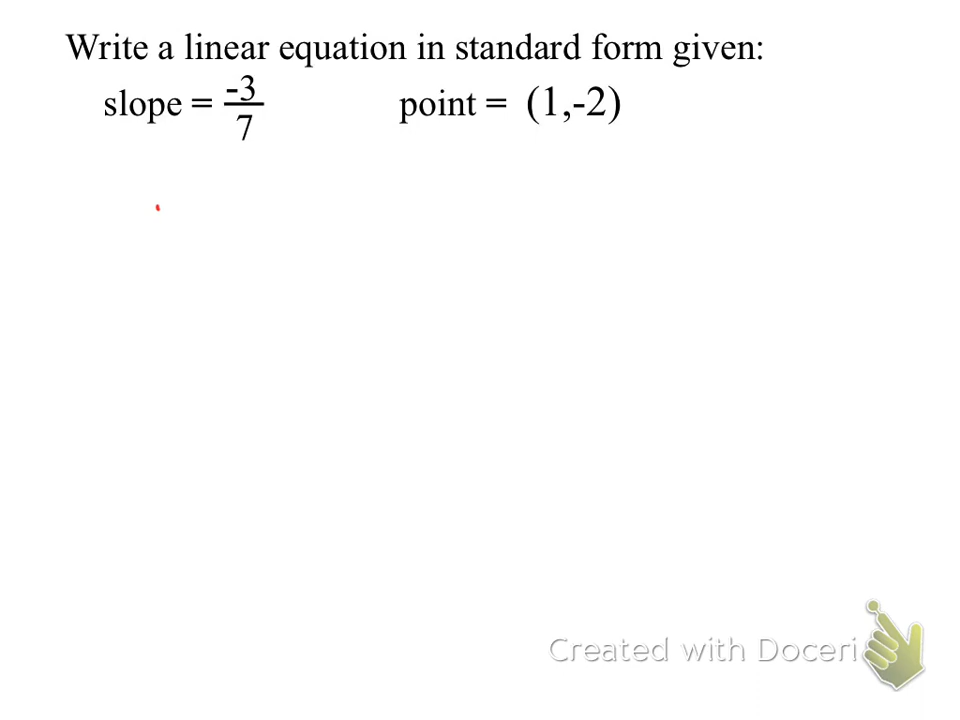 Write a linear equation in standard form given:
slope = -3/7 point = (1,-2)
Created with Doceri